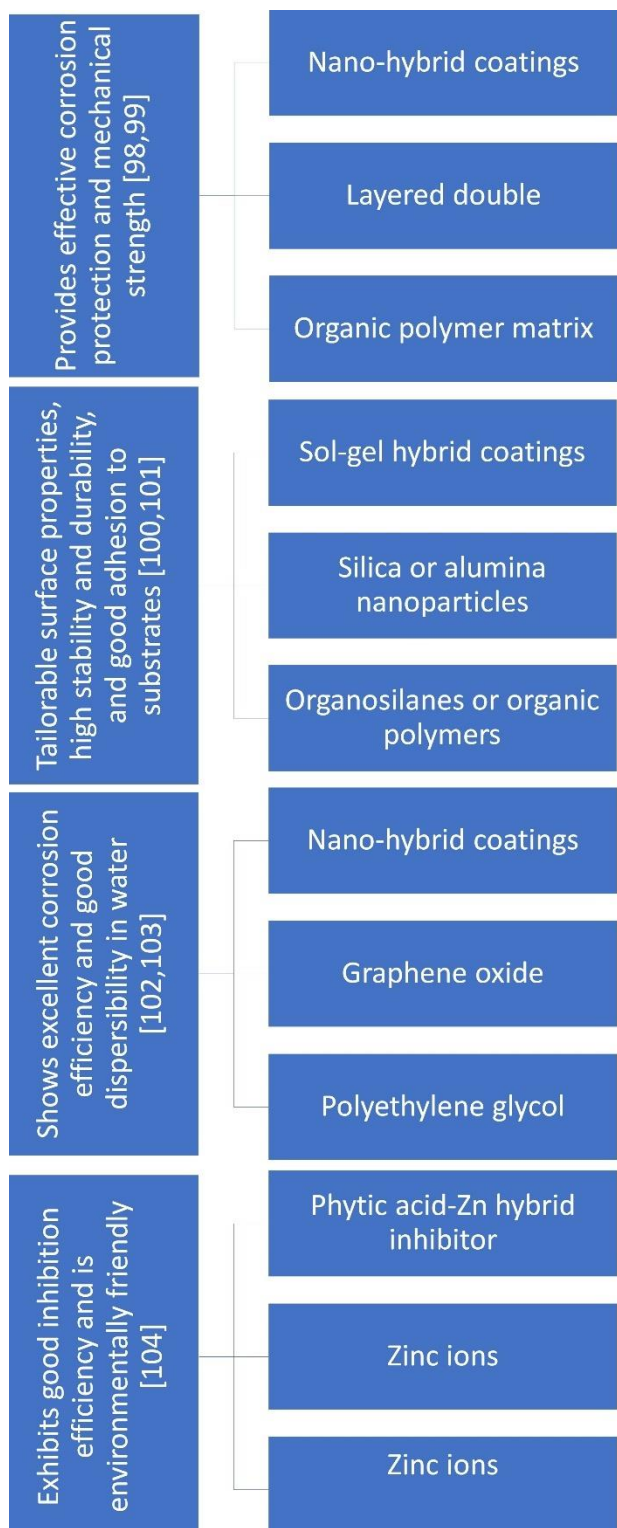 Provides effective corrosion
protection and mechanical
strength [98,99]
Nano-hybrid coatings
Layered double
Organic polymer matrix
Tailorable surface properties,
high stability and durability,
and good adhesion to
substrates [100,101]
Sol-gel hybrid coatings
Silica or alumina
nanoparticles
Organosilanes or organic
polymers
Shows excellent corrosion
efficiency and good
dispersibility in water
[102,103]
Nano-hybrid coatings
Graphene oxide
Polyethylene glycol
Exhibits good inhibition
efficiency and is
environmentally friendly
[104]
Phytic acid-Zn hybrid
inhibitor
Zinc ions
Zinc ions